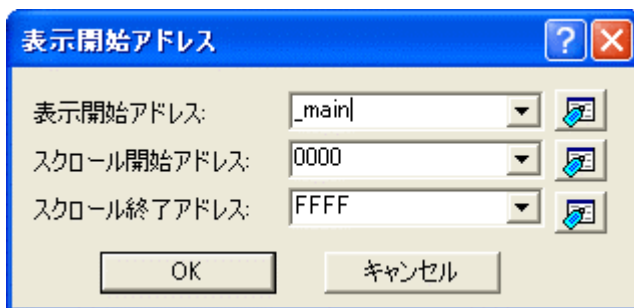 表示開始アドレス
表示開始アドレス: _main
スクロール開始アドレス: 0000
スクロール終了アドレス: FFFF
OK キャンセル